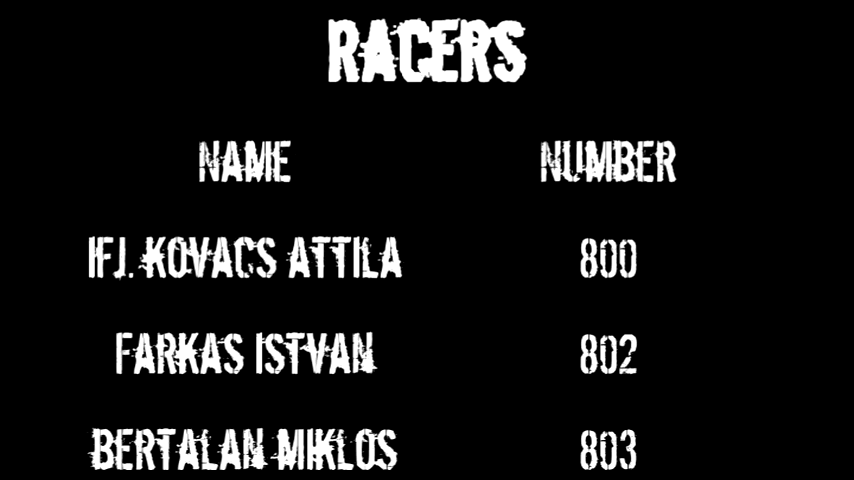 RACERS
NAME NUMBER
IFJ. KOVACS ATTILA 800
FARKAS ISTVAN 802
BERTALAN MIKLOS 803